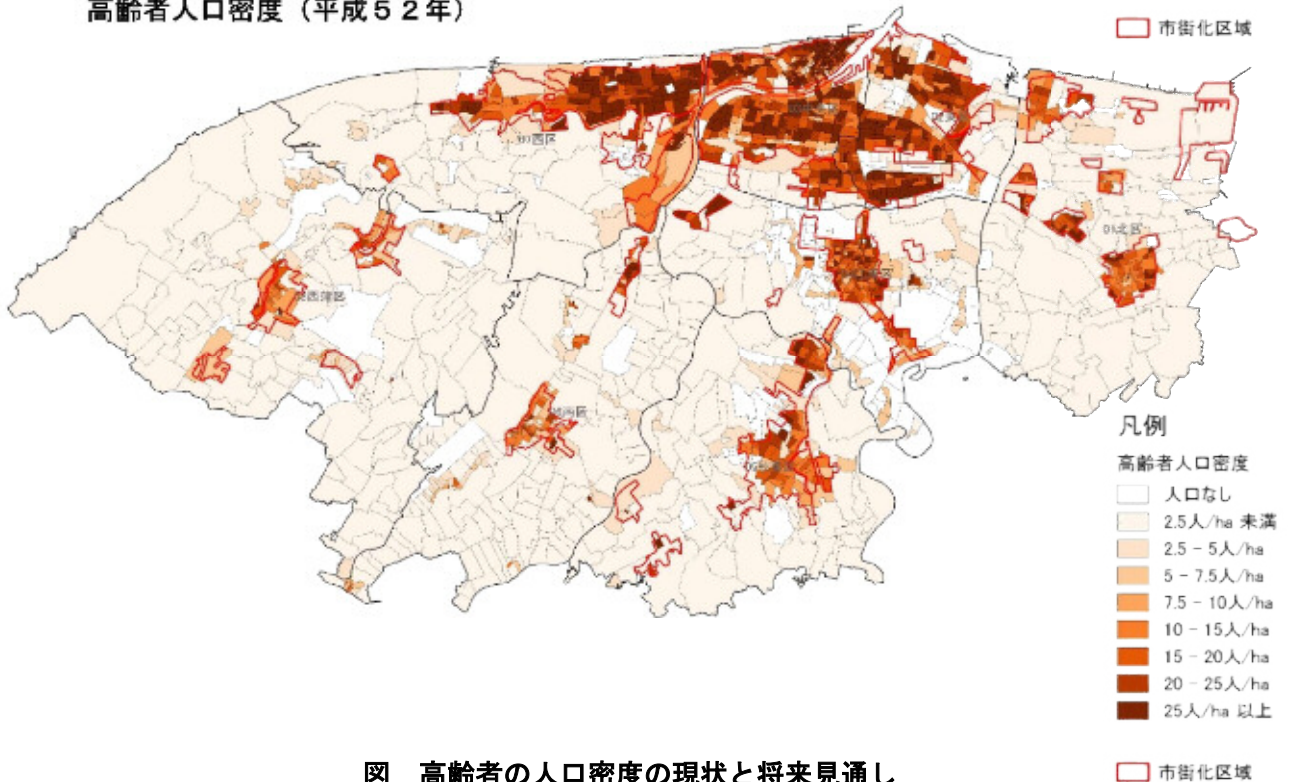 高齢者人口密度（平成５２年）
市街化区域
西区
北区
西蒲区
南区
凡例
高齢者人口密度
人口なし
2.5人/ha 未満
2.5 - 5人/ha
5 - 7.5人/ha
7.5 - 10人/ha
10 - 15人/ha
15 - 20人/ha
20 - 25人/ha
25人/ha 以上
図　高齢者の人口密度の現状と将来見通し
市街化区域